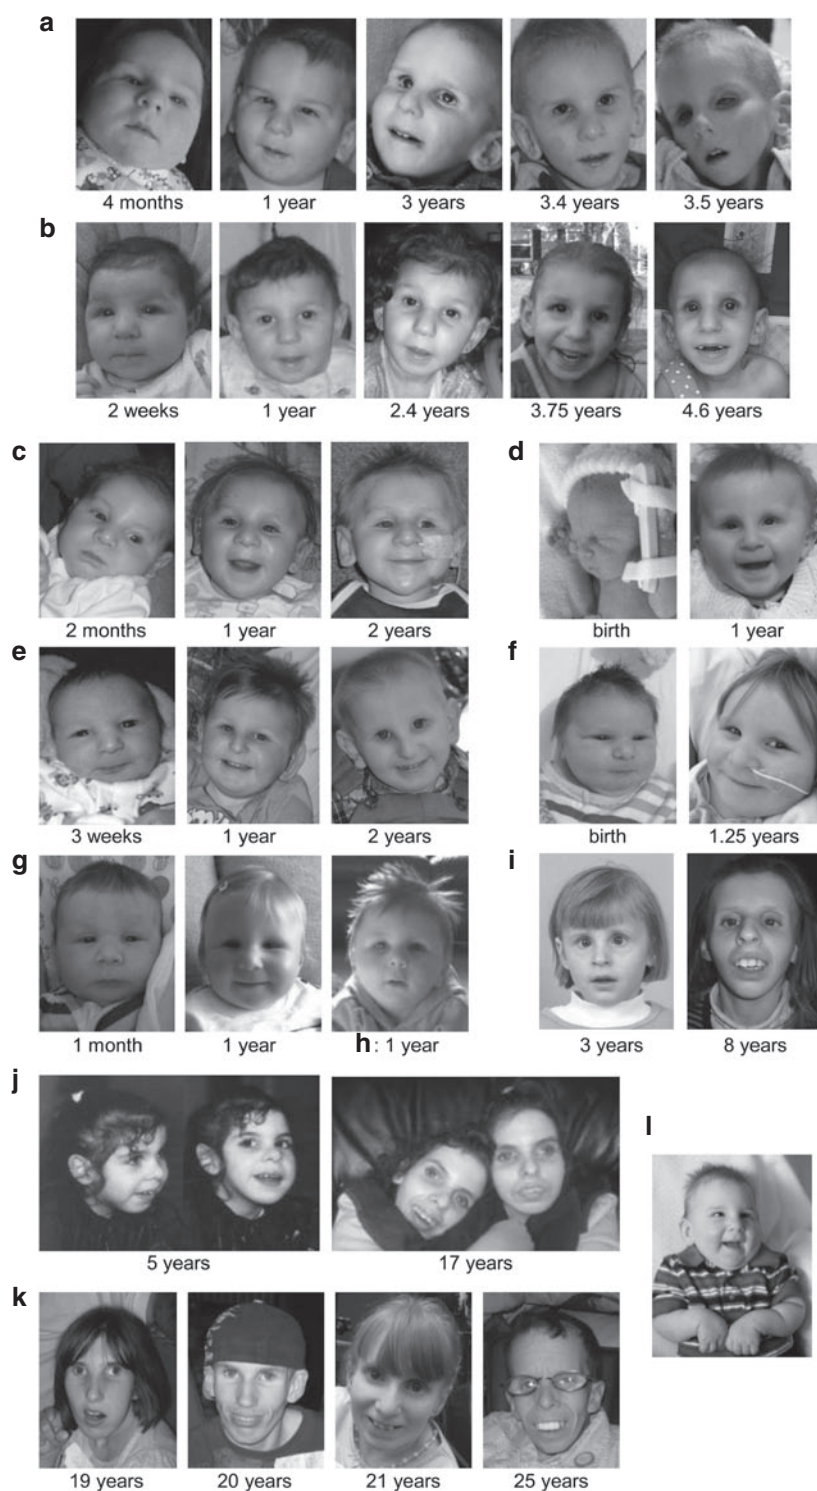 a
4 months 1 year 3 years 3.4 years 3.5 years
b
2 weeks 1 year 2.4 years 3.75 years 4.6 years
c d
2 months 1 year 2 years birth 1 year
e f
3 weeks 1 year 2 years birth 1.25 years
g i
1 month 1 year h: 1 year 3 years 8 years
j
l
5 years 17 years
k
19 years 20 years 21 years 25 years